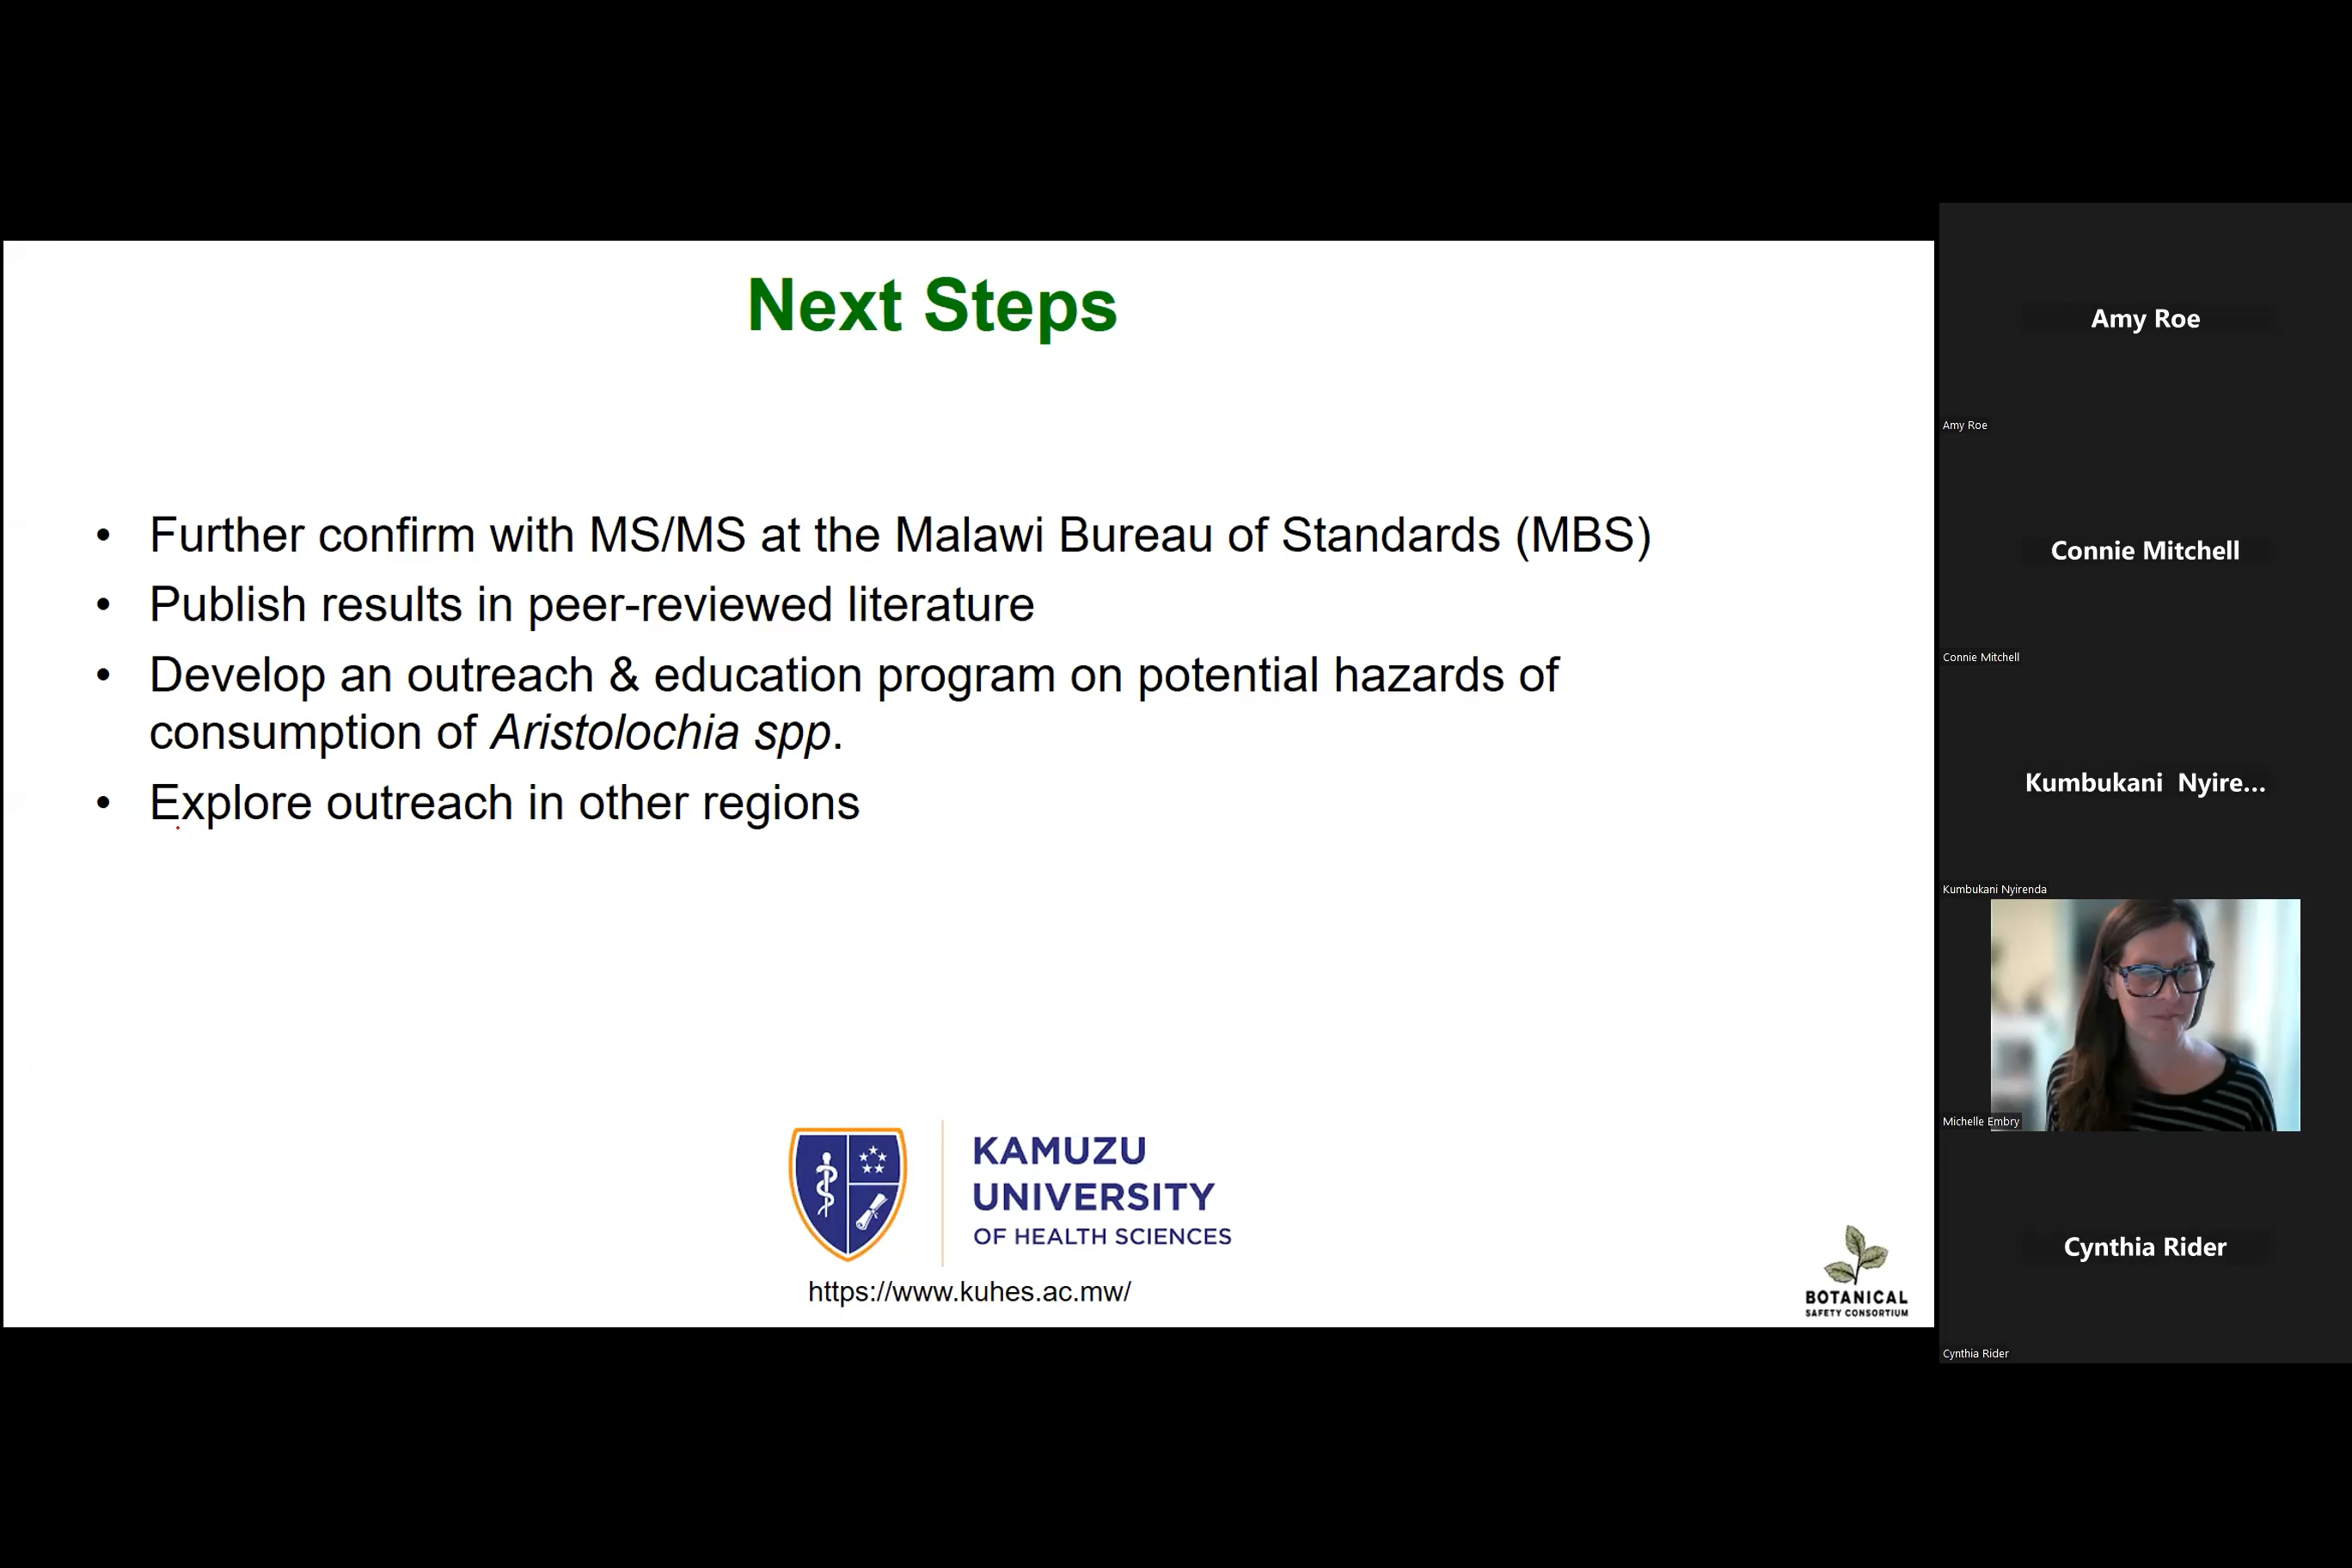 Next Steps
• Further confirm with MS/MS at the Malawi Bureau of Standards (MBS)
• Publish results in peer-reviewed literature
• Develop an outreach & education program on potential hazards of
consumption of Aristolochia spp.
• Explore outreach in other regions
KAMUZU
UNIVERSITY
OF HEALTH SCIENCES
https://www.kuhes.ac.mw/
BOTANICAL
SAFETY CONSORTIUM
Amy Roe
Amy Roe
Connie Mitchell
Connie Mitchell
Kumbukani Nyire...
Kumbukani Nyirenda
Michelle Embry
Cynthia Rider
Cynthia Rider